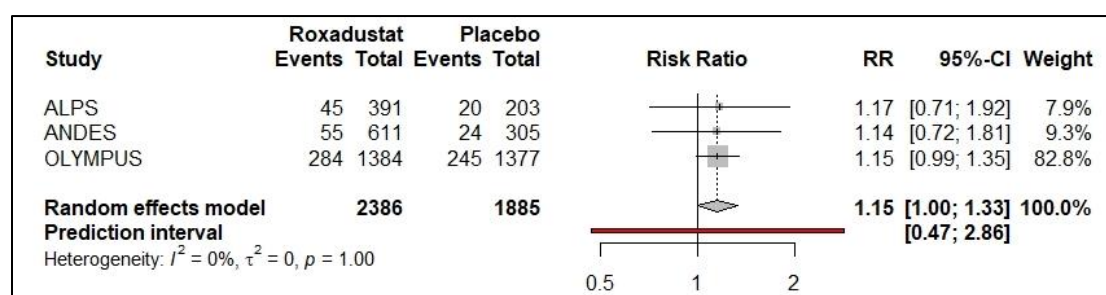 Roxadustat Placebo
Study Events Total Events Total Risk Ratio RR 95%-CI Weight
ALPS 45 391 20 203 1.17 [0.71; 1.92] 7.9%
ANDES 55 611 24 305 1.14 [0.72; 1.81] 9.3%
OLYMPUS 284 1384 245 1377 1.15 [0.99; 1.35] 82.8%
Random effects model 2386 1885 1.15 [1.00; 1.33] 100.0%
Prediction interval [0.47; 2.86]
Heterogeneity: I² = 0%, τ² = 0, p = 1.00
0.5 1 2